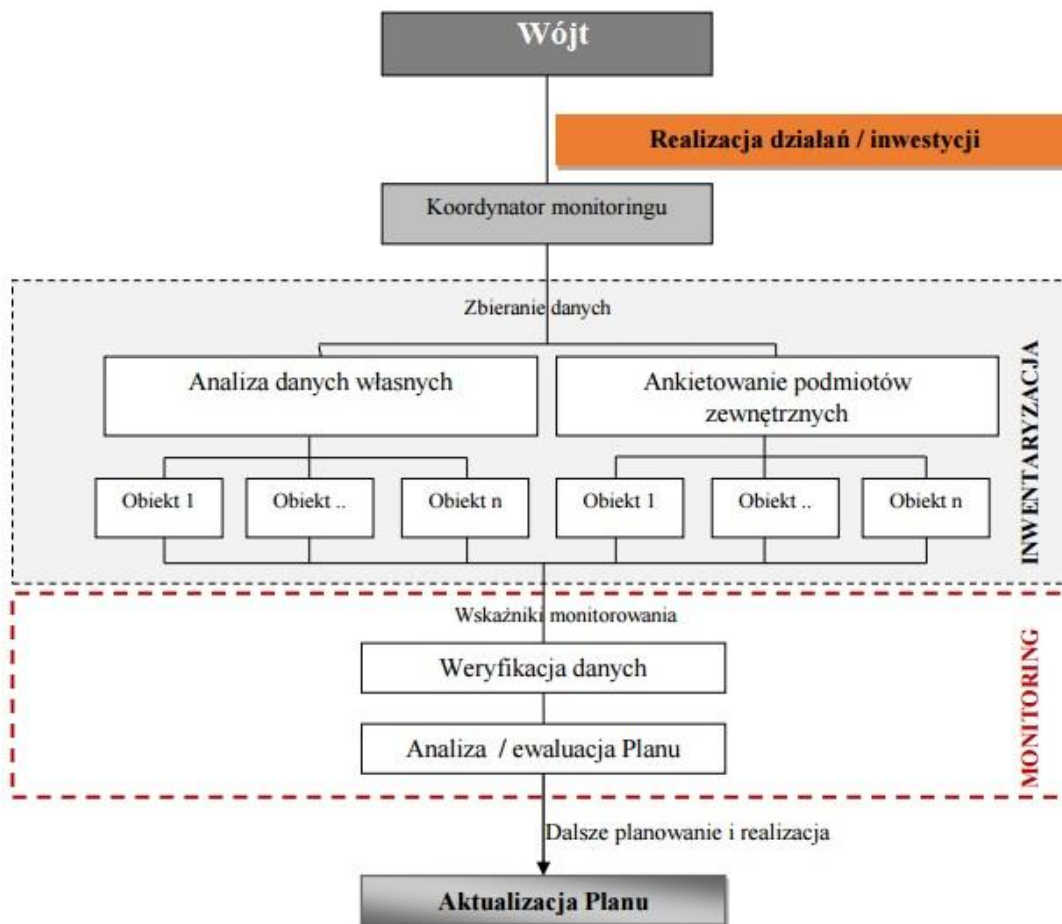 Wójt
Realizacja działań / inwestycji
Koordynator monitoringu
Zbieranie danych
Analiza danych własnych
Ankietowanie podmiotów
zewnętrznych
Obiekt 1
Obiekt ..
Obiekt n
Obiekt 1
Obiekt ..
Obiekt n
INWENTARYZACJA
Wskaźniki monitorowania
Weryfikacja danych
Analiza / ewaluacja Planu
MONITORING
Dalsze planowanie i realizacja
Aktualizacja Planu